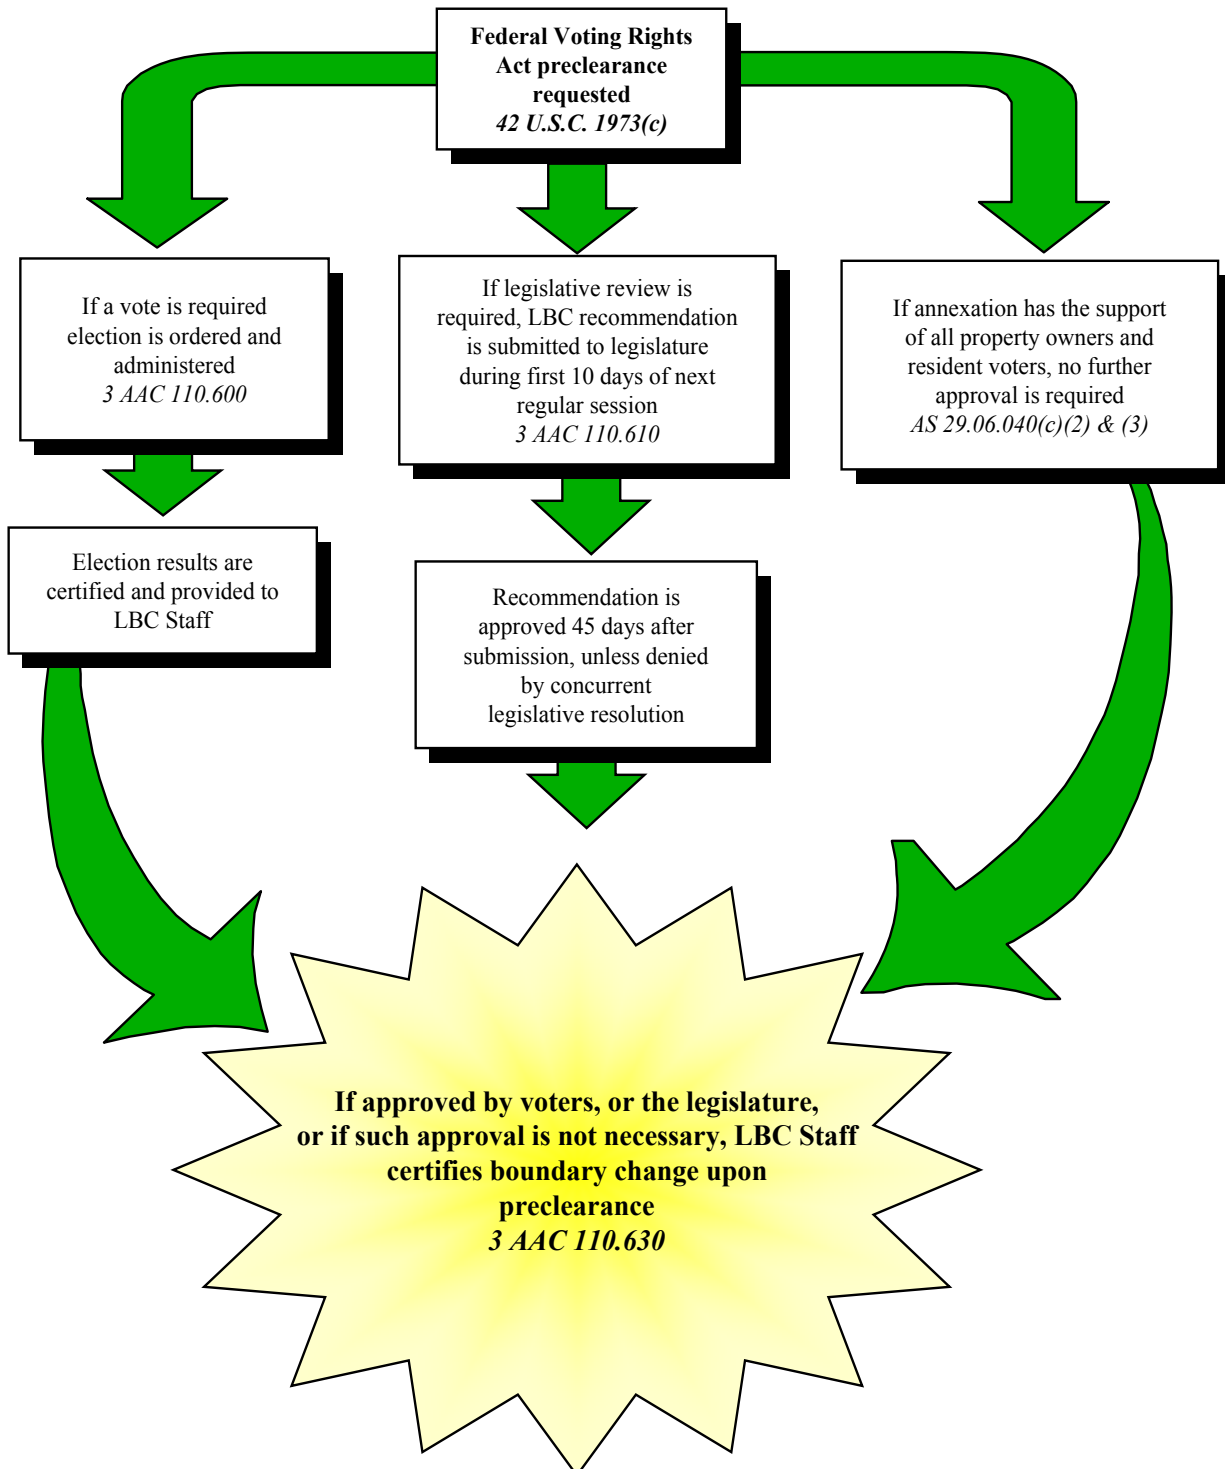 Federal Voting Rights
Act preclearance
requested
42 U.S.C. 1973(c)
If a vote is required
election is ordered and
administered
3 AAC 110.600
If legislative review is
required, LBC recommendation
is submitted to legislature
during first 10 days of next
regular session
3 AAC 110.610
If annexation has the support
of all property owners and
resident voters, no further
approval is required
AS 29.06.040(c)(2) & (3)
Election results are
certified and provided to
LBC Staff
Recommendation is
approved 45 days after
submission, unless denied
by concurrent
legislative resolution
If approved by voters, or the legislature,
or if such approval is not necessary, LBC Staff
certifies boundary change upon
preclearance
3 AAC 110.630